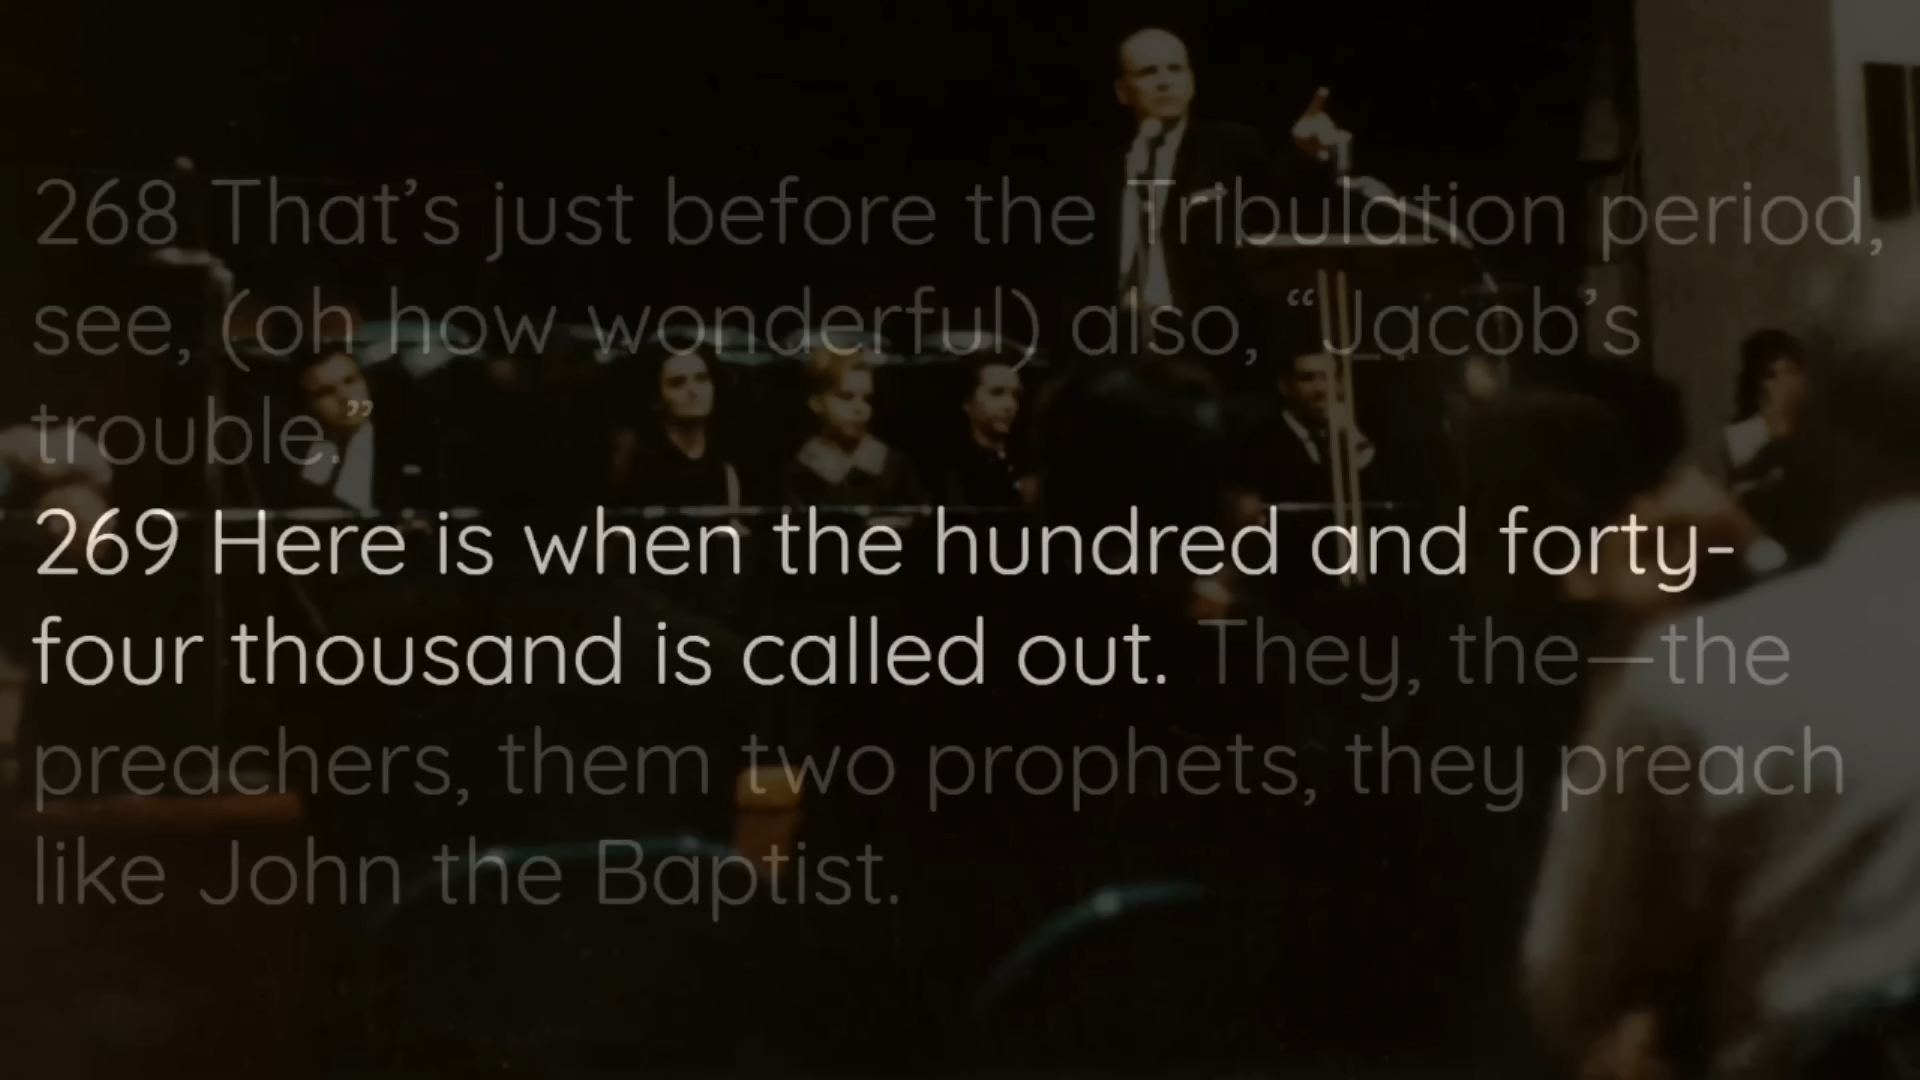 268 That’s just before the Tribulation period,
see, (oh how wonderful) also, “Jacob’s
trouble.”
269 Here is when the hundred and forty-
four thousand is called out. They, the—the
preachers, them two prophets, they preach
like John the Baptist.